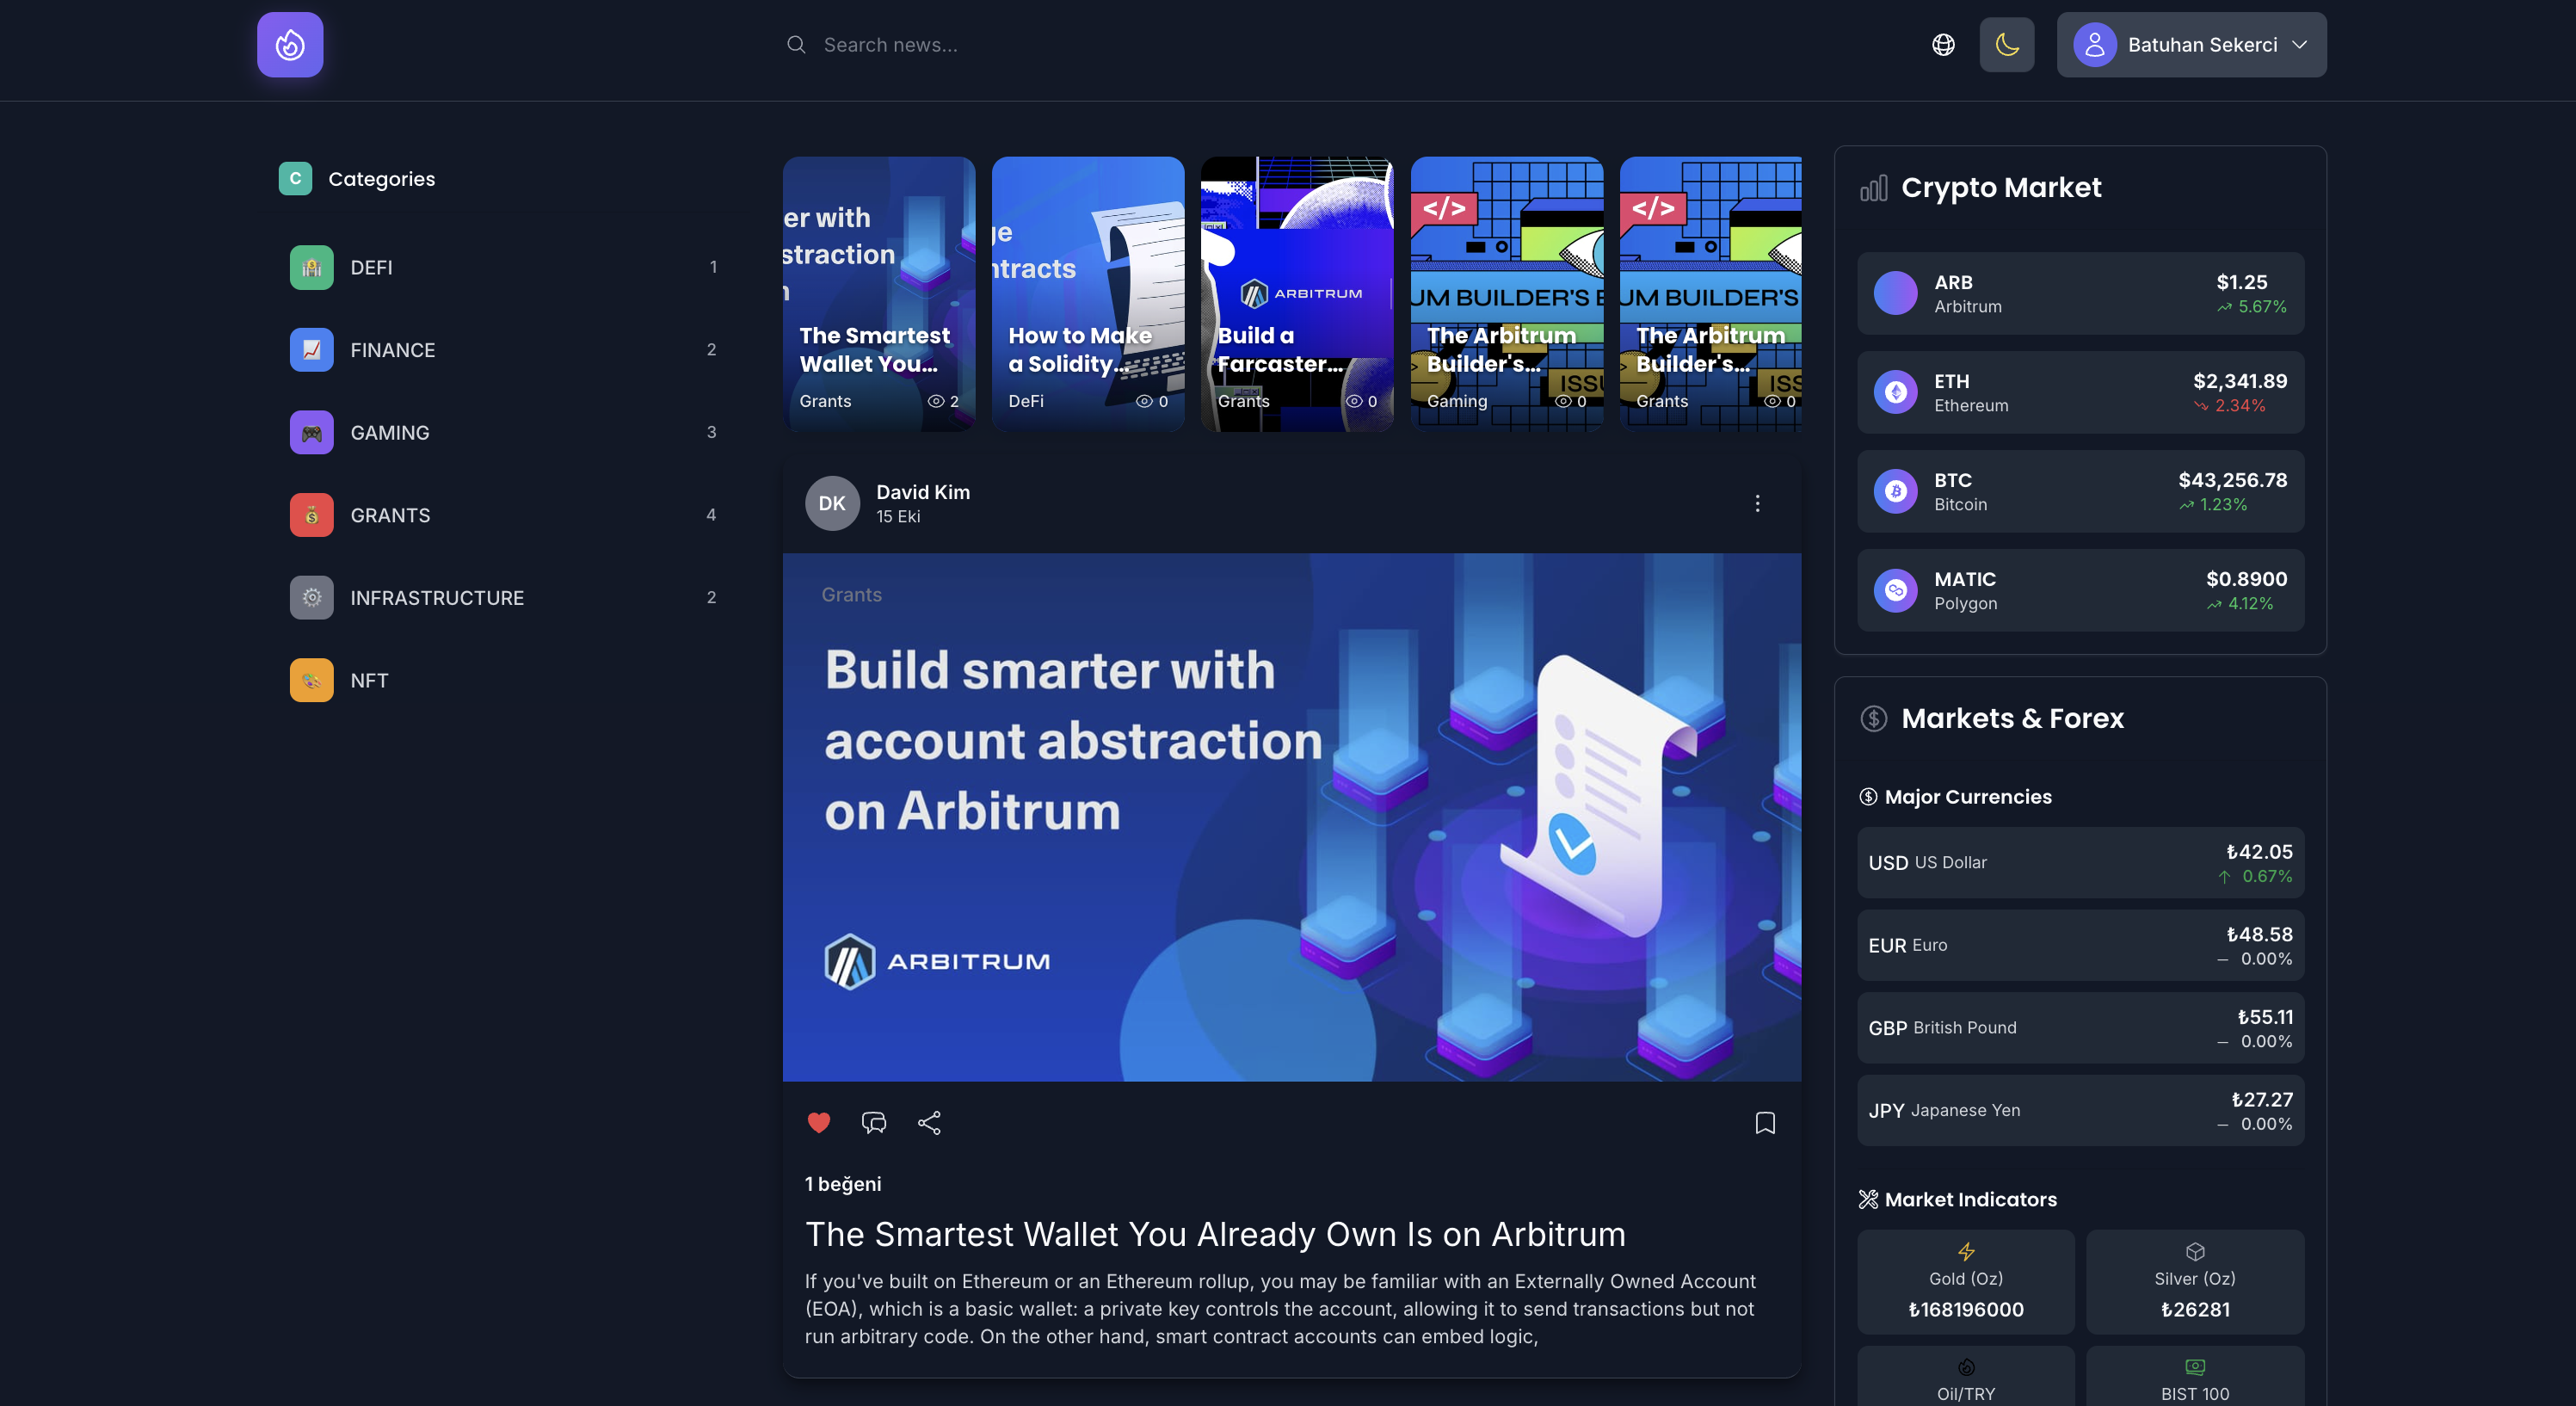 Search news...
Batuhan Sekerci
C Categories
DEFI 1
FINANCE 2
GAMING 3
GRANTS 4
INFRASTRUCTURE 2
NFT
er with
straction
The Smartest
Wallet You...
Grants 2
ge
ntracts
How to Make
a Solidity...
DeFi 0
ARBITRUM
Build a
Farcaster...
Grants 0
</>
UM BUILDER'S
The Arbitrum
Builder's...
ISSU
Gaming 0
</>
UM BUILDER'S
The Arbitrum
Builder's...
ISS
Grants 0
DK
David Kim
15 Eki
Grants
Build smarter with
account abstraction
on Arbitrum
ARBITRUM
1 beğeni
The Smartest Wallet You Already Own Is on Arbitrum
If you've built on Ethereum or an Ethereum rollup, you may be familiar with an Externally Owned Account
(EOA), which is a basic wallet: a private key controls the account, allowing it to send transactions but not
run arbitrary code. On the other hand, smart contract accounts can embed logic,
Crypto Market
ARB $1.25
Arbitrum 5.67%
ETH $2,341.89
Ethereum 2.34%
BTC $43,256.78
Bitcoin 1.23%
MATIC $0.8900
Polygon 4.12%
Markets & Forex
Major Currencies
USD US Dollar ₺42.05
0.67%
EUR Euro ₺48.58
– 0.00%
GBP British Pound ₺55.11
– 0.00%
JPY Japanese Yen ₺27.27
– 0.00%
Market Indicators
Gold (Oz)
₺168196000
Silver (Oz)
₺26281
Oil/TRY
BIST 100